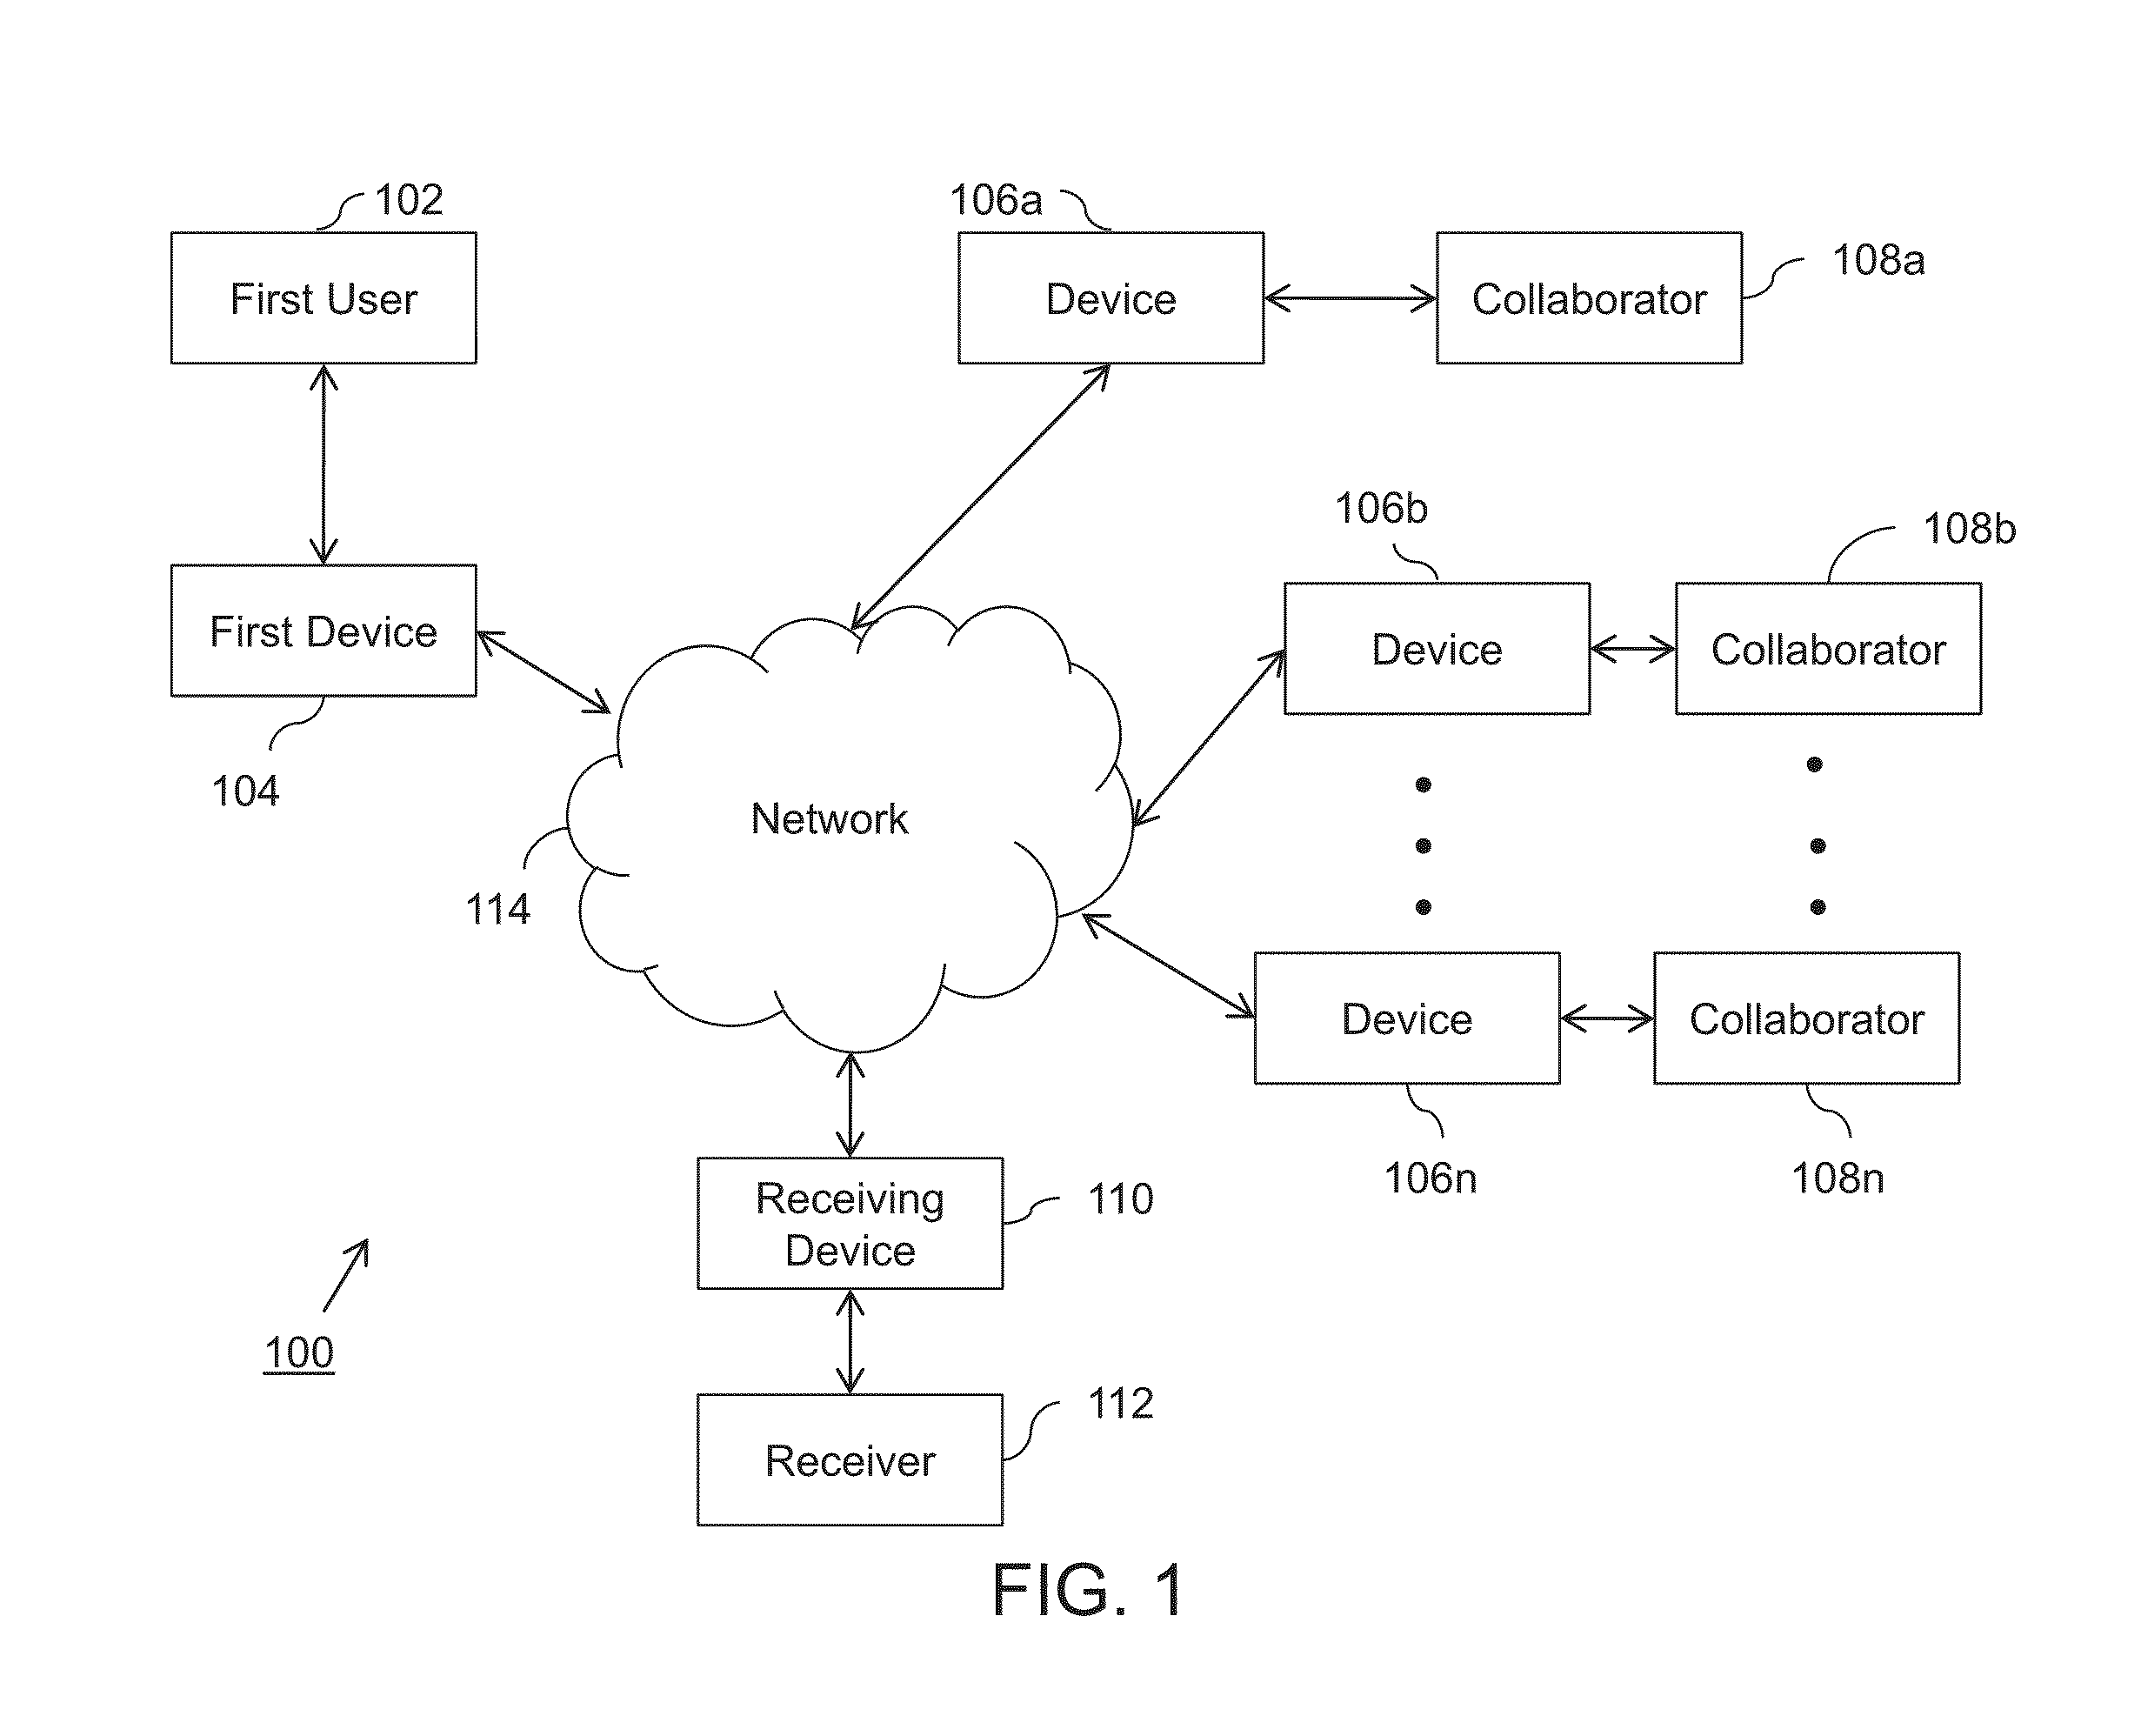 102
First User
106a
Device
Collaborator
108a
First Device
104
106b
Device
108b
Collaborator
Network
114
Device
106n
Collaborator
108n
Receiving
Device
110
Receiver
112
100
FIG. 1